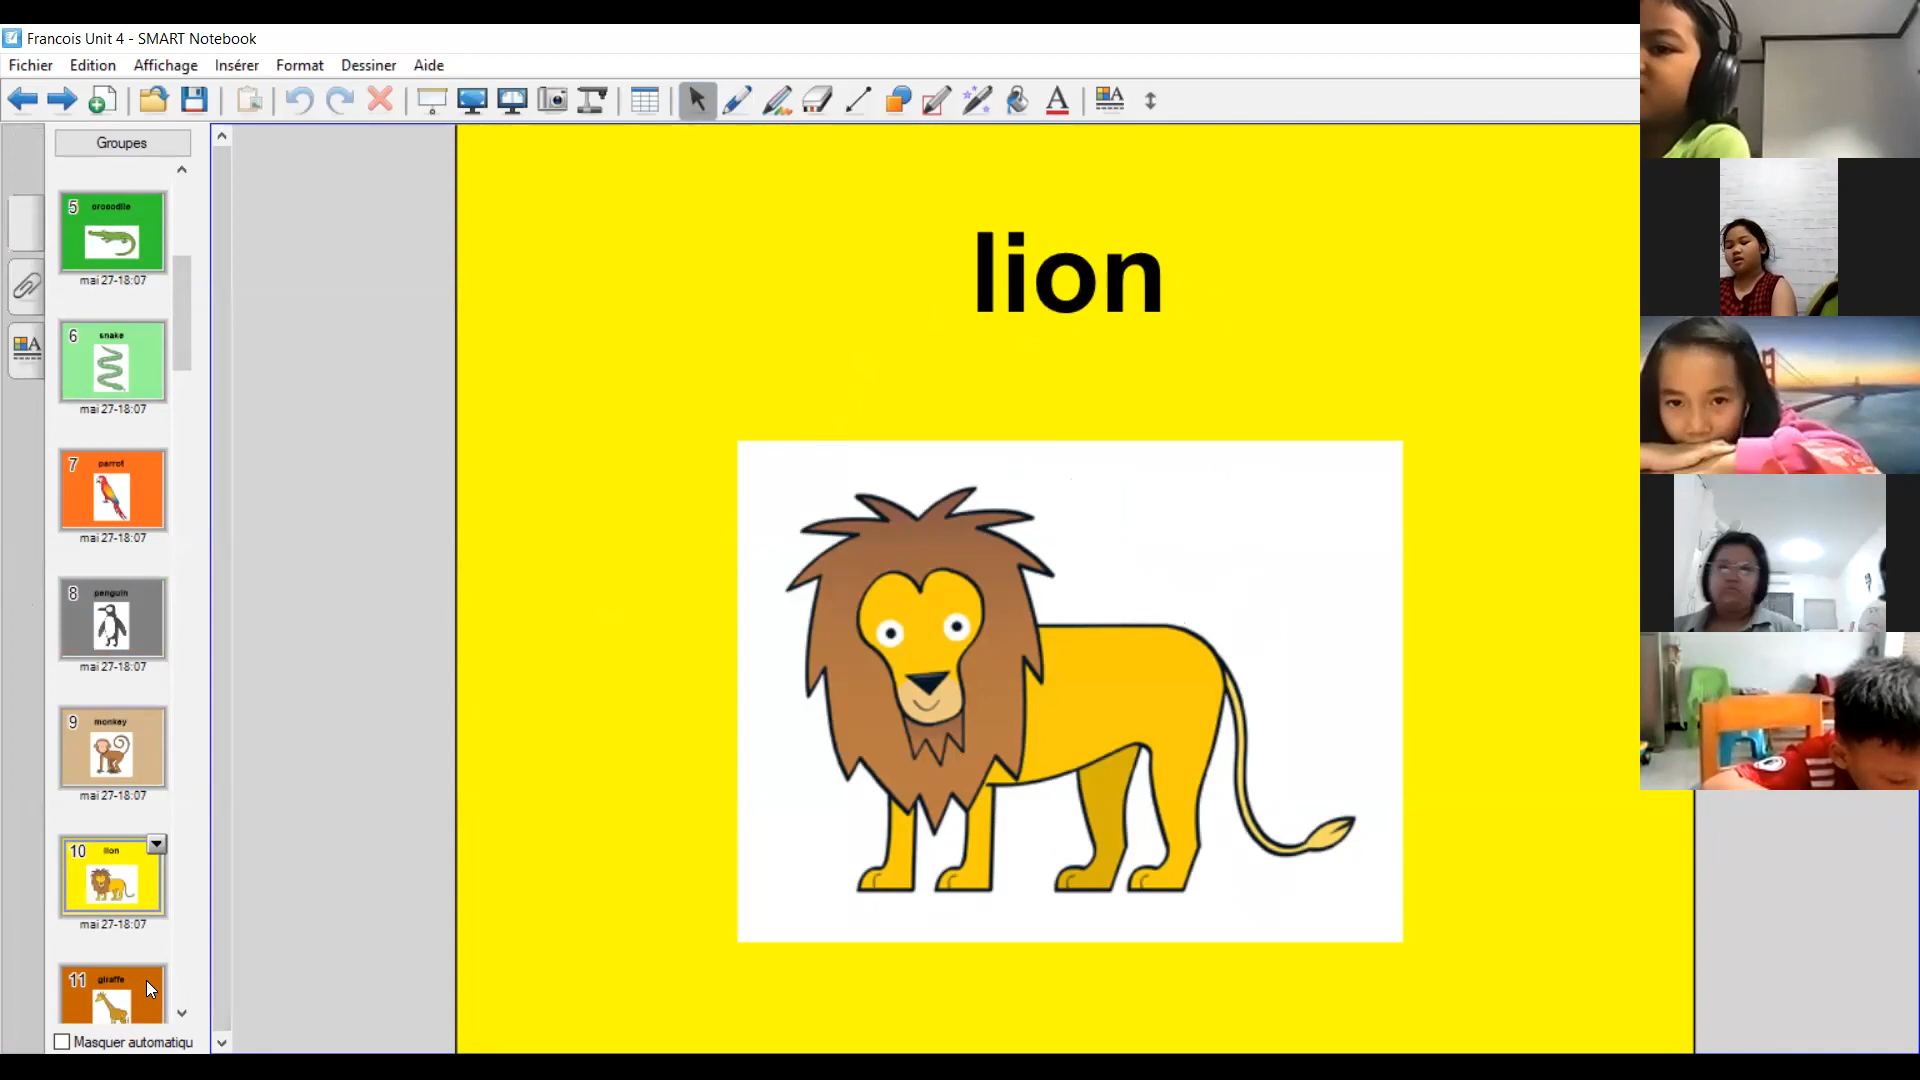 Francois Unit 4 - SMART Notebook
Fichier Edition Affichage Insérer Format Dessiner Aide
Groupes
5 crocodile
mai 27-18:07
6 snake
mai 27-18:07
7 parrot
mai 27-18:07
8 penguin
mai 27-18:07
9 monkey
mai 27-18:07
10 lion
mai 27-18:07
11 giraffe
Masquer automatiqu
lion